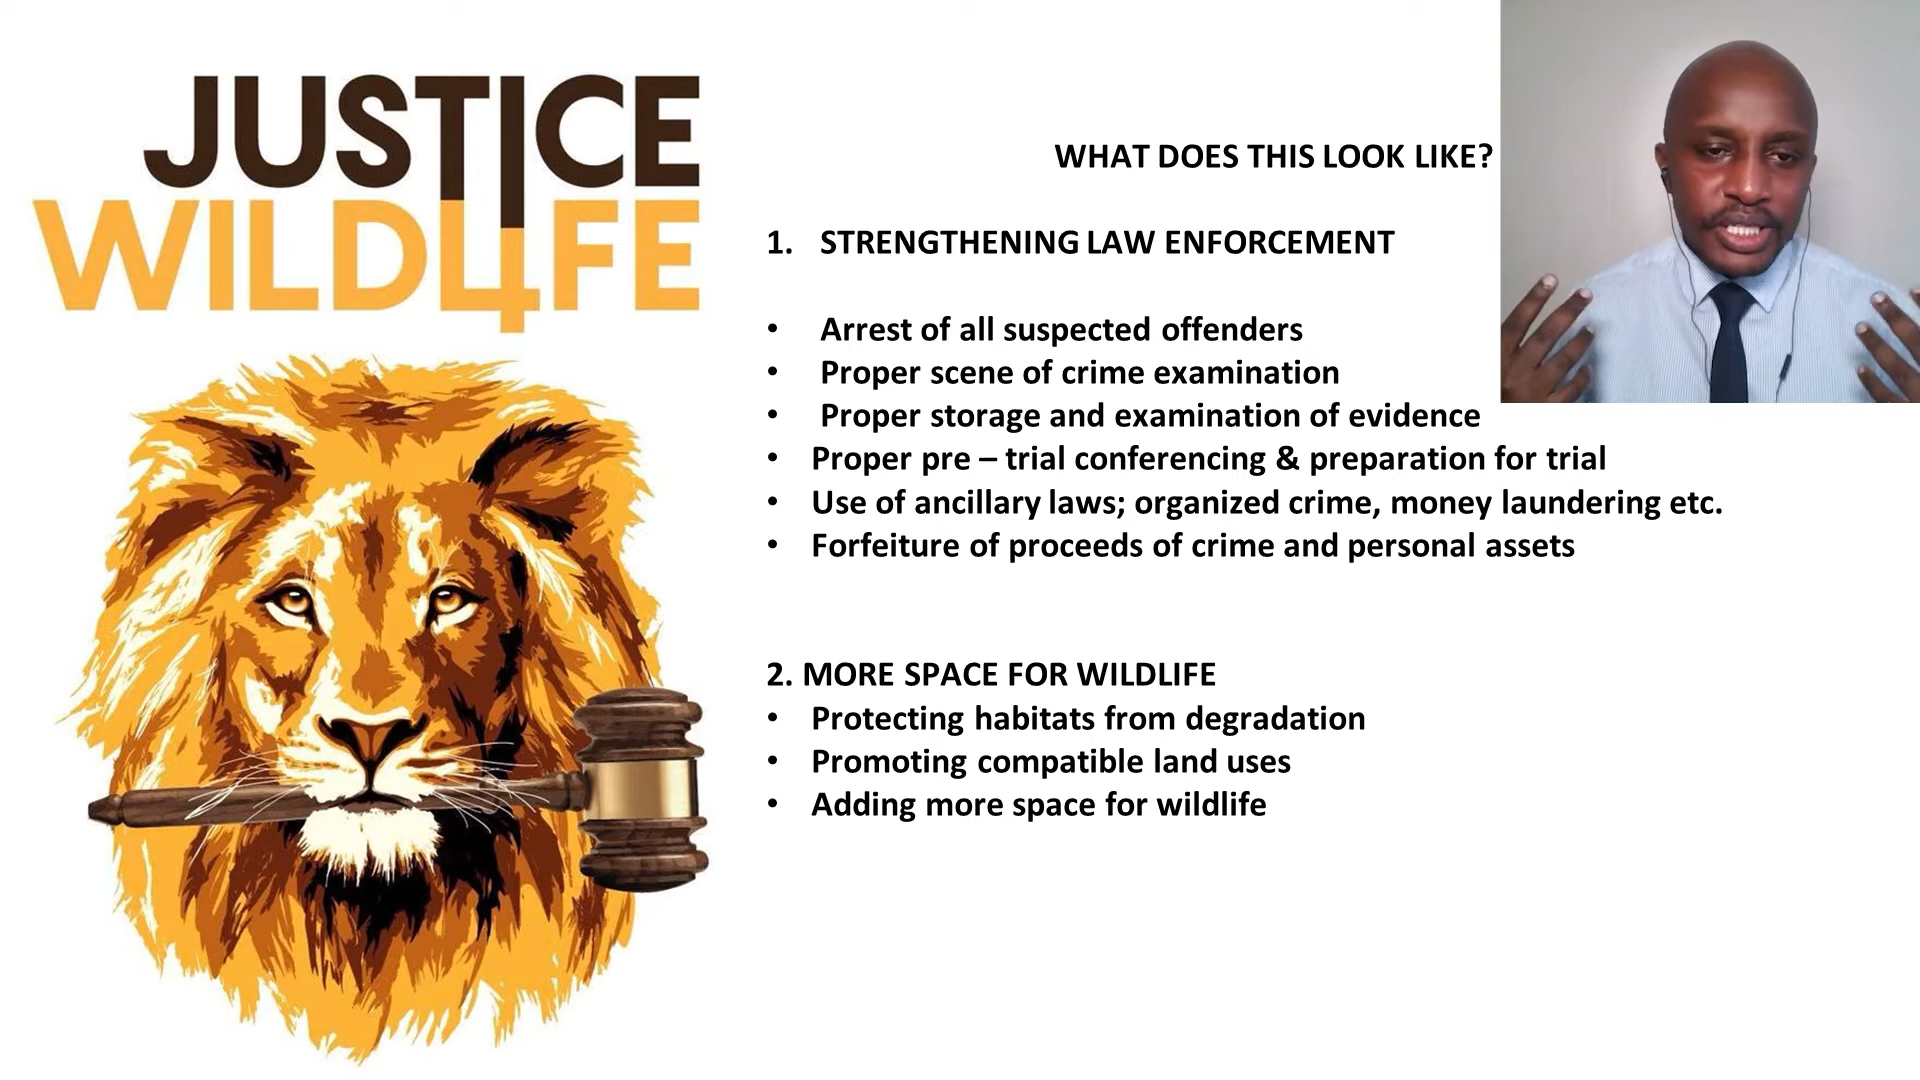 JUSTICE
WILDL4FE
WHAT DOES THIS LOOK LIKE?
1. STRENGTHENING LAW ENFORCEMENT
• Arrest of all suspected offenders
• Proper scene of crime examination
• Proper storage and examination of evidence
• Proper pre – trial conferencing & preparation for trial
• Use of ancillary laws; organized crime, money laundering etc.
• Forfeiture of proceeds of crime and personal assets
2. MORE SPACE FOR WILDLIFE
• Protecting habitats from degradation
• Promoting compatible land uses
• Adding more space for wildlife